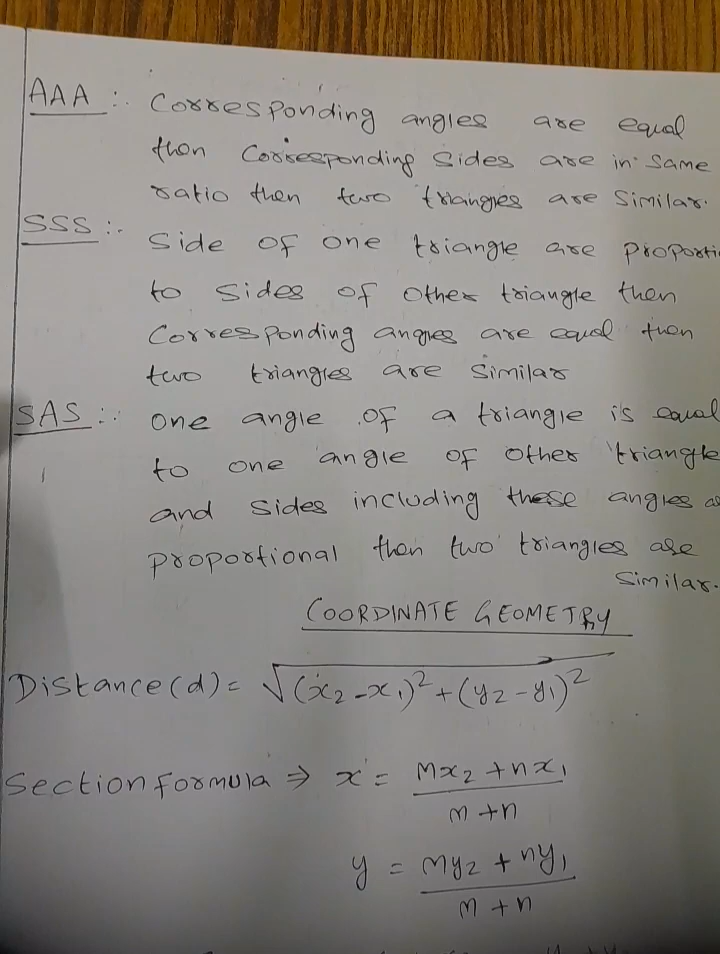 AAA :. Corresponding angles are equal
then Corresponding Sides are in Same
ratio then two triangles are Similar.
SSS :. Side of one triangle are proporti
to sides of other triangle then
Corresponding angles are equal then
two triangles are Similar
SAS :. One angle of a triangle is equal
to one angle of other triangle
and sides including these angles a
proportional then two triangles are
Similar.
COORDINATE GEOMETRY
Distance(d) = √(x₂-x₁)²+(y₂-y₁)²
Section formula ⇒ x = mx₂+nx₁
m+n
y = my₂+ny₁
m+n